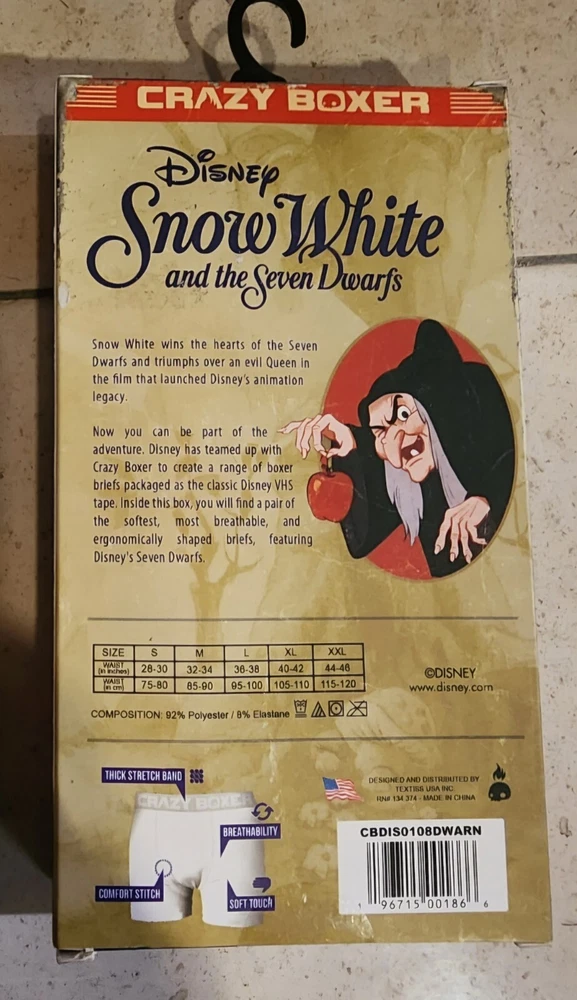 CRAZY BOXER
Disney
Snow White
and the Seven Dwarfs
Snow White wins the hearts of the Seven
Dwarfs and triumphs over an evil Queen in
the film that launched Disney's animation
legacy.
Now you can be part of the
adventure. Disney has teamed up with
Crazy Boxer to create a range of boxer
briefs packaged as the classic Disney VHS
tape. Inside this box, you will find a pair of
the softest, most breathable, and
ergonomically shaped briefs, featuring
Disney's Seven Dwarfs.
SIZE S M L XL XXL
WAIST (in inches) 28-30 32-34 36-38 40-42 44-46
WAIST (in cm) 75-80 85-90 95-100 105-110 115-120
©DISNEY
www.disney.com
COMPOSITION: 92% Polyester / 8% Elastane
THICK STRETCH BAND
CRAZY BOXER
BREATHABILITY
COMFORT STITCH
SOFT TOUCH
DESIGNED AND DISTRIBUTED BY
TEXTISS USA INC.
RN# 134 374 - MADE IN CHINA
CBDIS0108DWARN
1 96715 00186 6